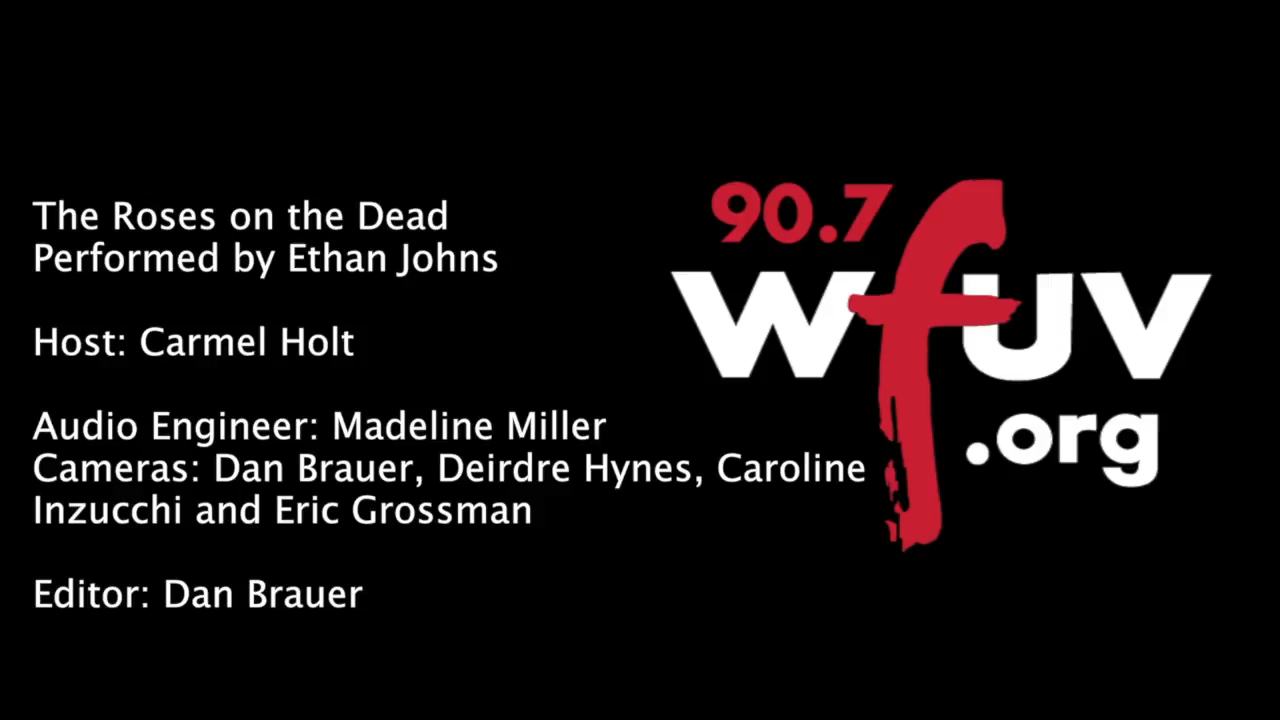 The Roses on the Dead
Performed by Ethan Johns
Host: Carmel Holt
Audio Engineer: Madeline Miller
Cameras: Dan Brauer, Deirdre Hynes, Caroline
Inzucchi and Eric Grossman
Editor: Dan Brauer
90.7
wfuv
.org